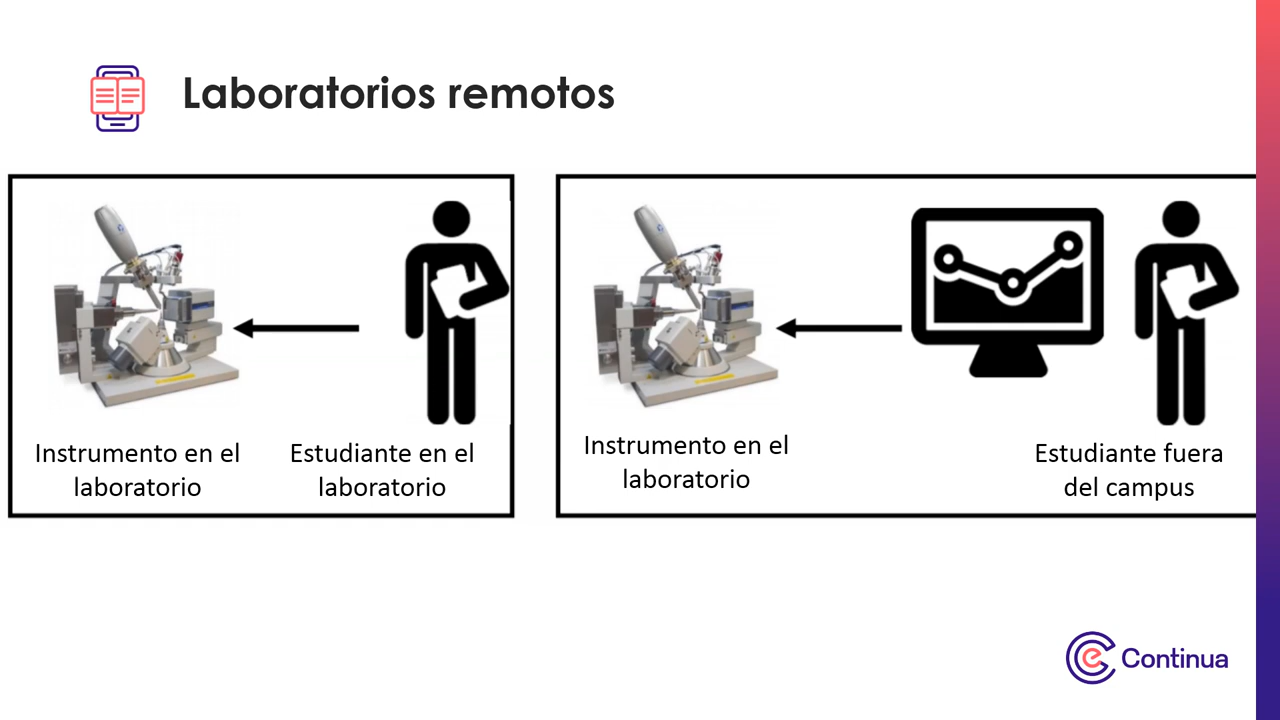 Laboratorios remotos
Instrumento en el
laboratorio
Estudiante en el
laboratorio
Instrumento en el
laboratorio
Estudiante fuera
del campus
e Continua